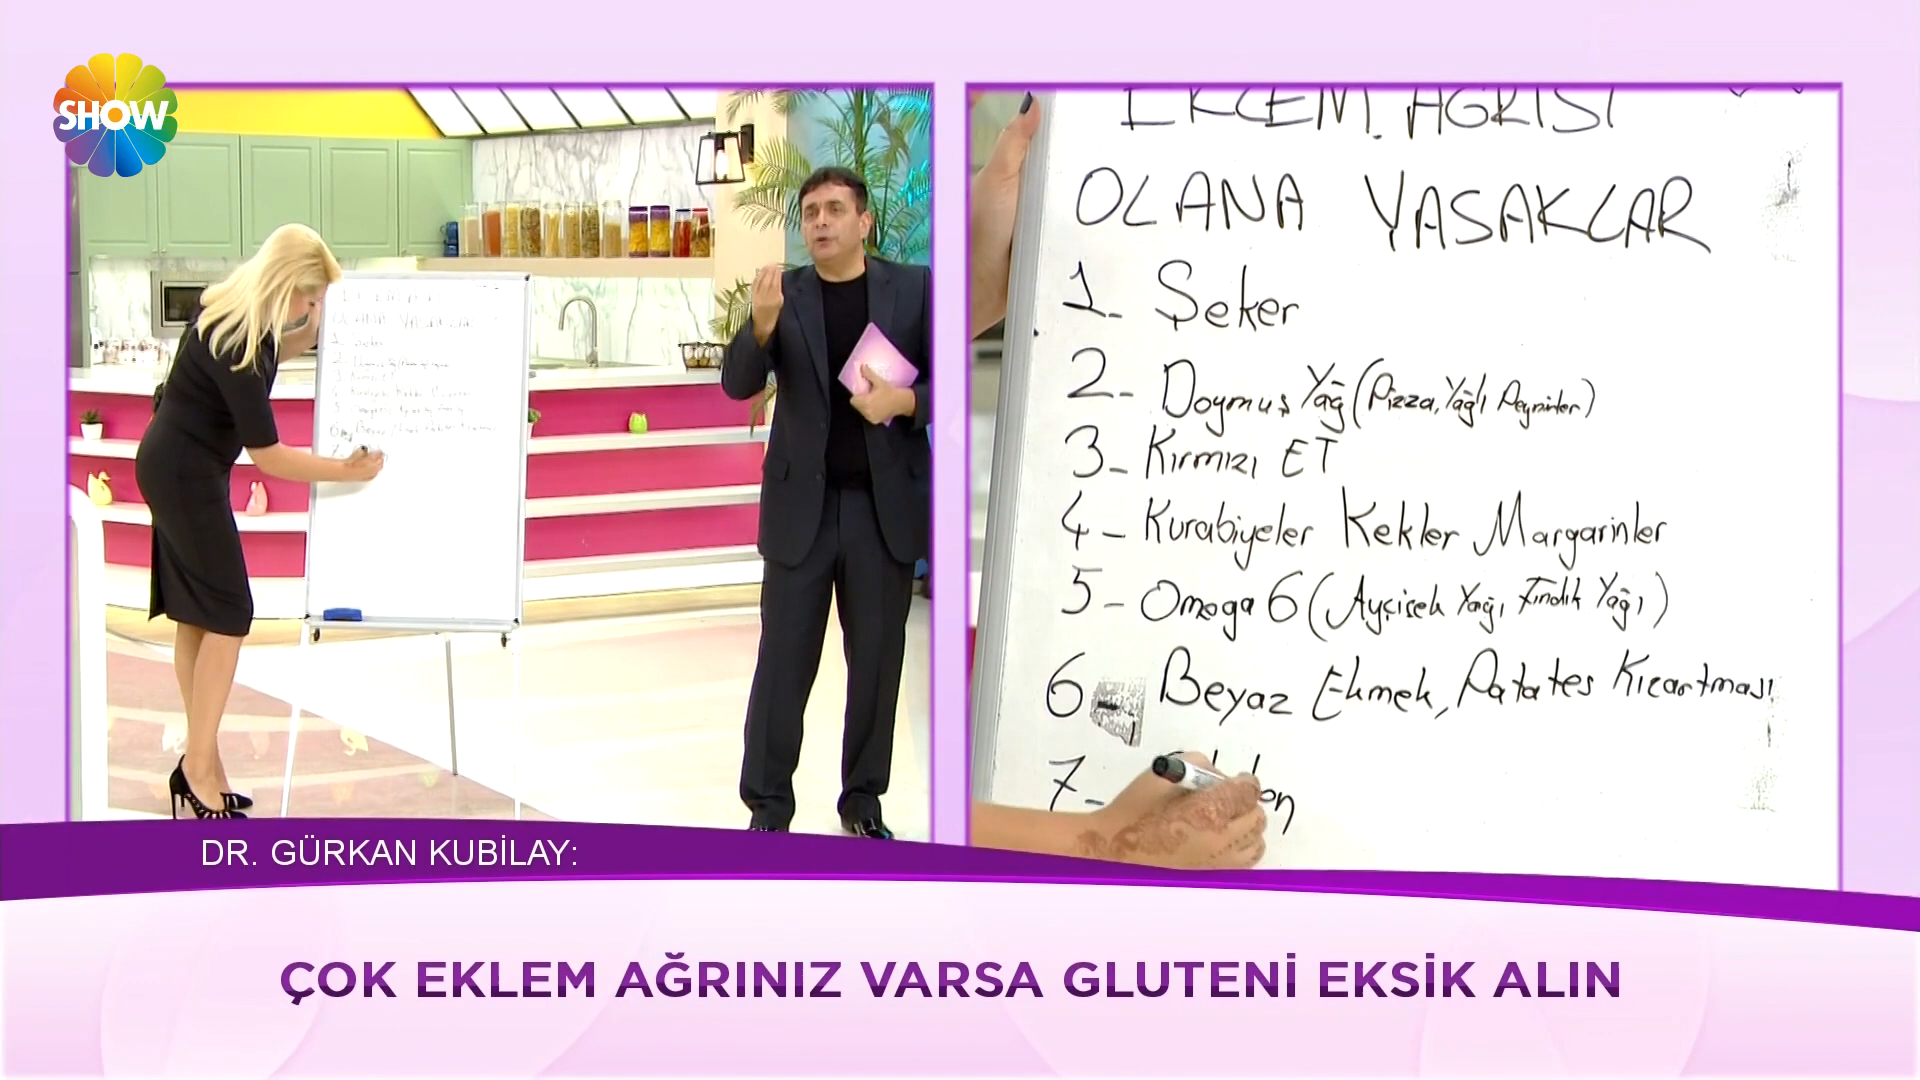 SHOW
EKLEM AĞRISI
OLANA YASAKLAR
1- Şeker
2- Doymuş Yağ (Pizza, Yağlı Peynirler)
3- Kırmızı ET
4- Kurabiyeler Kekler Margarinler
5- Omega 6 (Ayçiçek Yağı Fındık Yağı)
6- Beyaz Ekmek, Patates Kızartması
7-
DR. GÜRKAN KUBİLAY:
ÇOK EKLEM AĞRINIZ VARSA GLUTENİ EKSİK ALIN